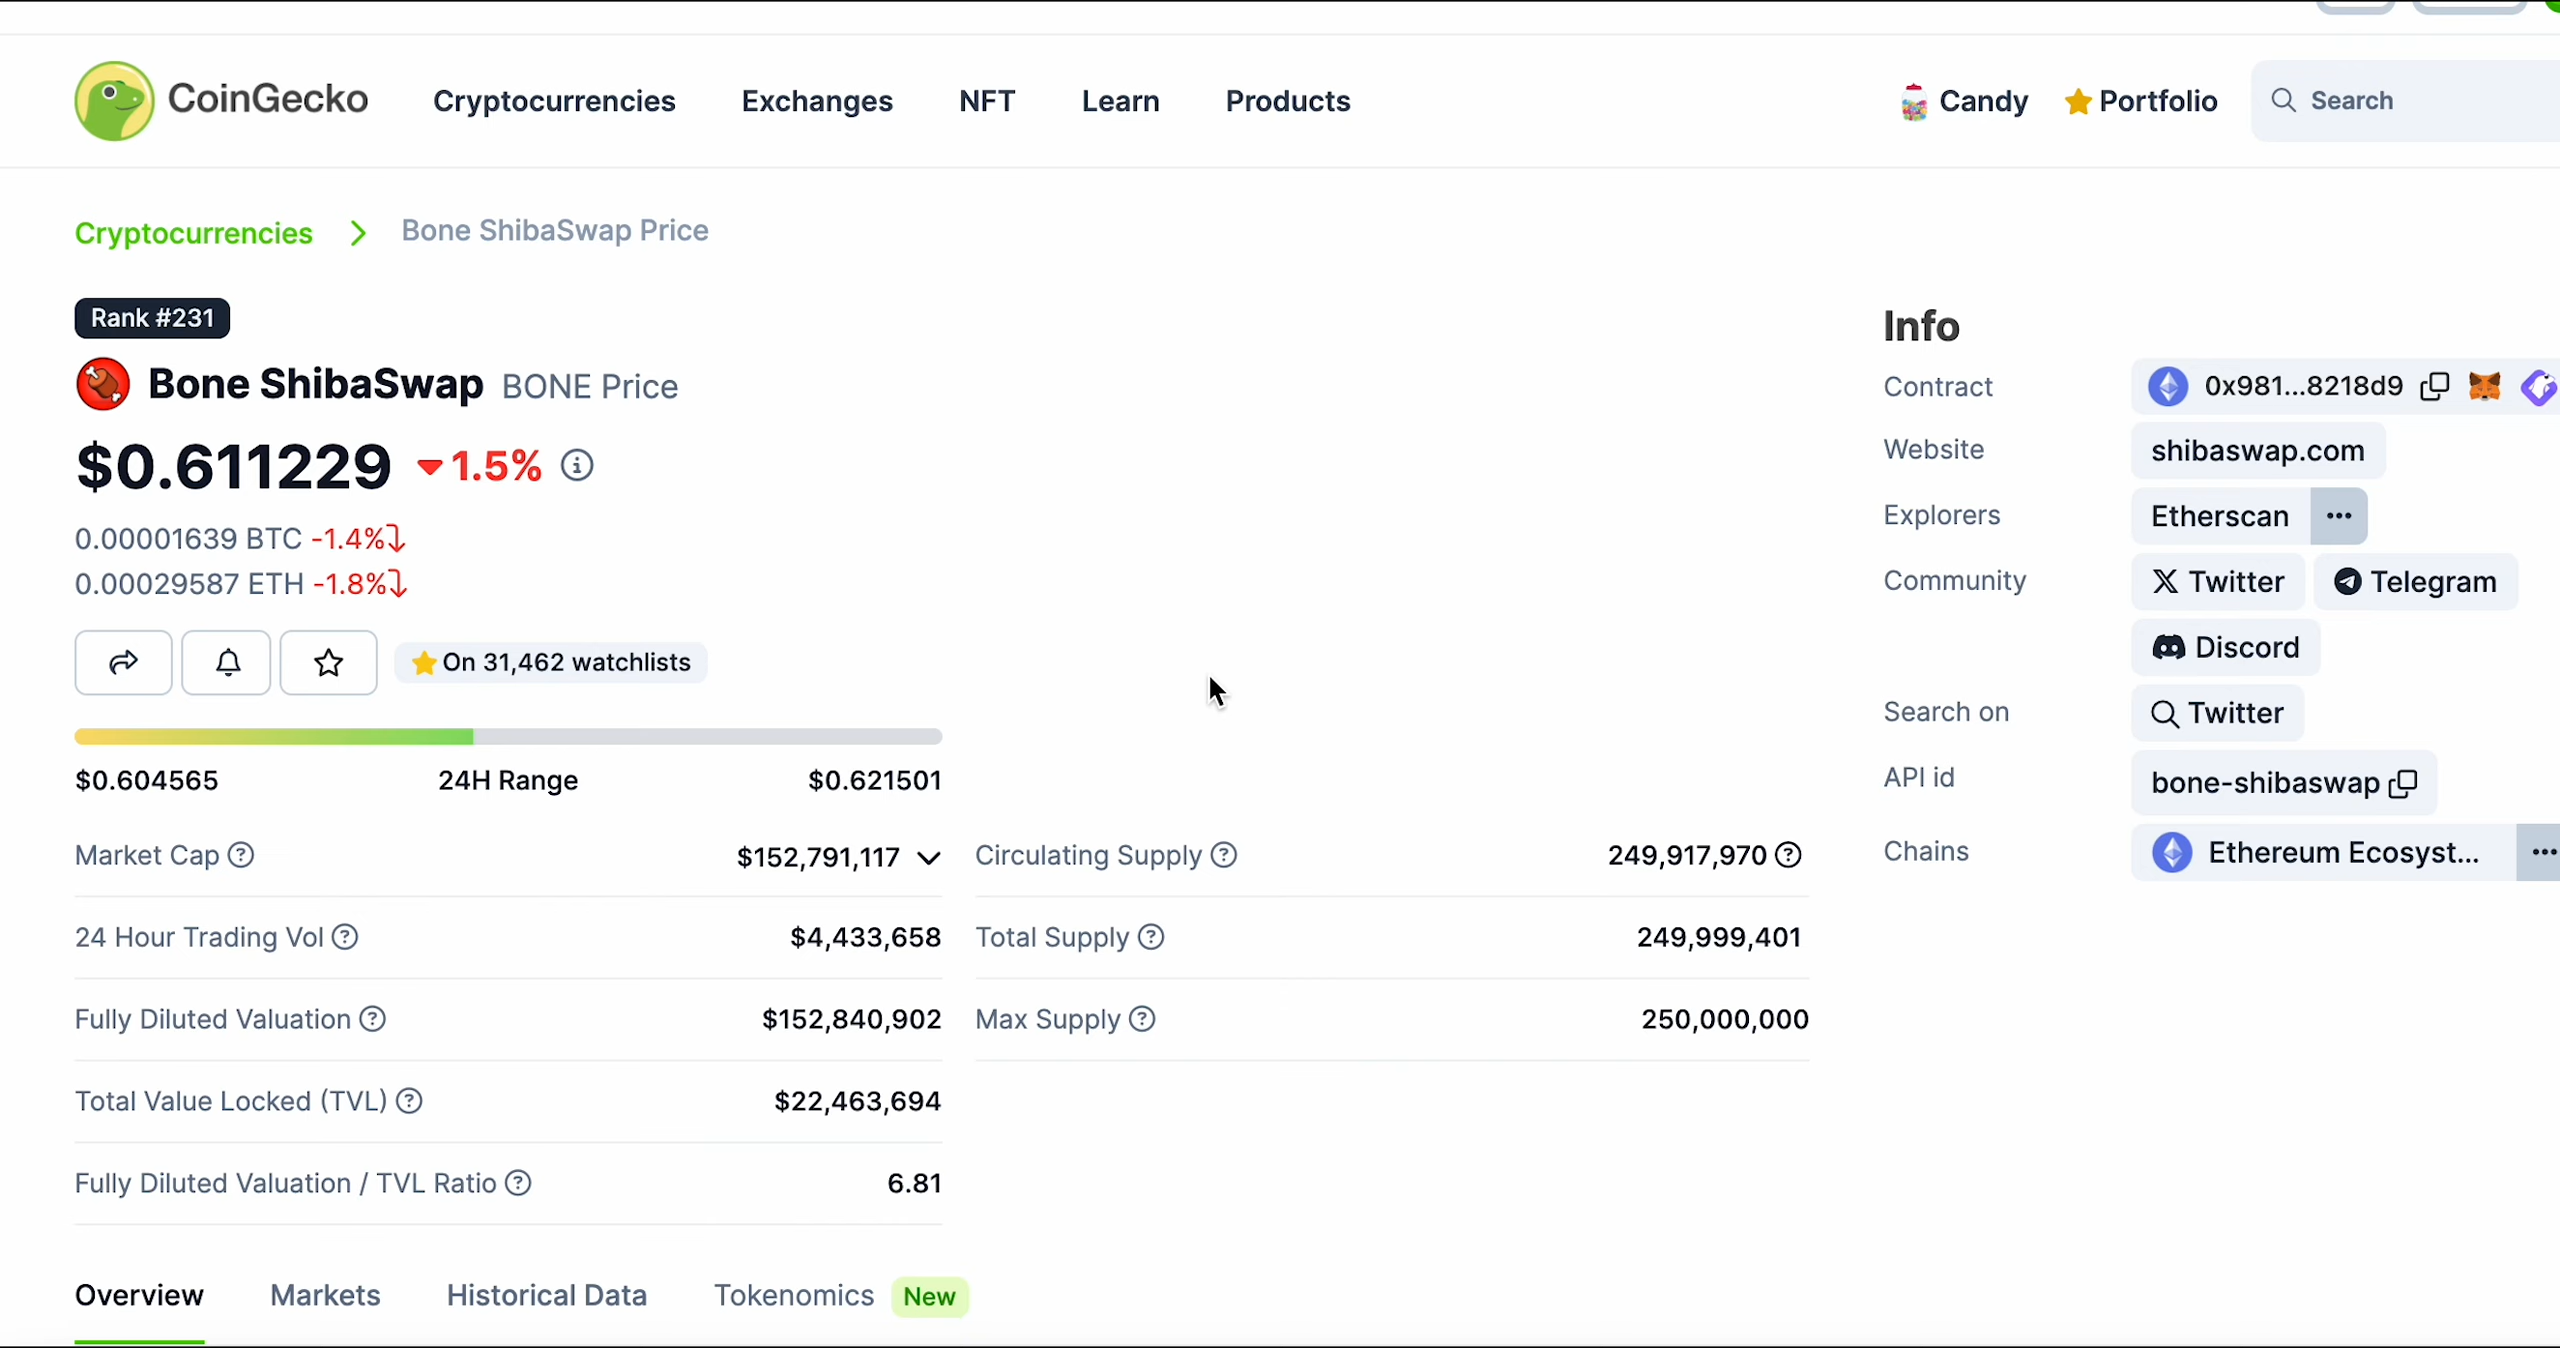 CoinGecko Cryptocurrencies Exchanges NFT Learn Products Candy Portfolio Search
Cryptocurrencies Bone ShibaSwap Price
Rank #231
Bone ShibaSwap BONE Price
$0.611229 1.5%
0.00001639 BTC -1.4%
0.00029587 ETH -1.8%
On 31,462 watchlists
$0.604565 24H Range $0.621501
Market Cap $152,791,117
24 Hour Trading Vol $4,433,658
Fully Diluted Valuation $152,840,902
Total Value Locked (TVL) $22,463,694
Fully Diluted Valuation / TVL Ratio 6.81
Circulating Supply 249,917,970
Total Supply 249,999,401
Max Supply 250,000,000
Info
Contract 0x981...8218d9
Website shibaswap.com
Explorers Etherscan
Community Twitter Telegram
Discord
Search on Twitter
API id bone-shibaswap
Chains Ethereum Ecosyst...
Overview Markets Historical Data Tokenomics New